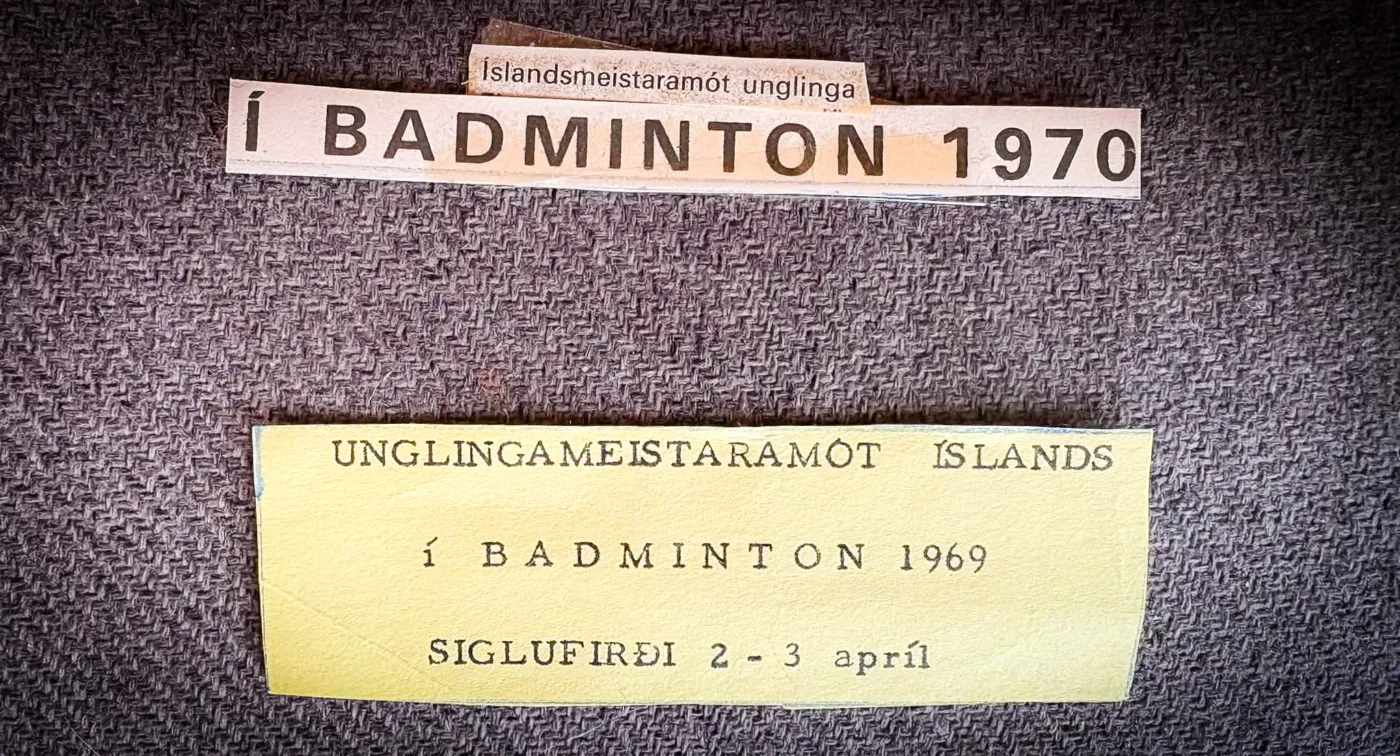 Íslandsmeistaramót unglinga
Í BADMINTON 1970
UNGLINGAMEISTARAMÓT ÍSLANDS
í BADMINTON 1969
SIGLUFIRÐI 2 - 3 apríl